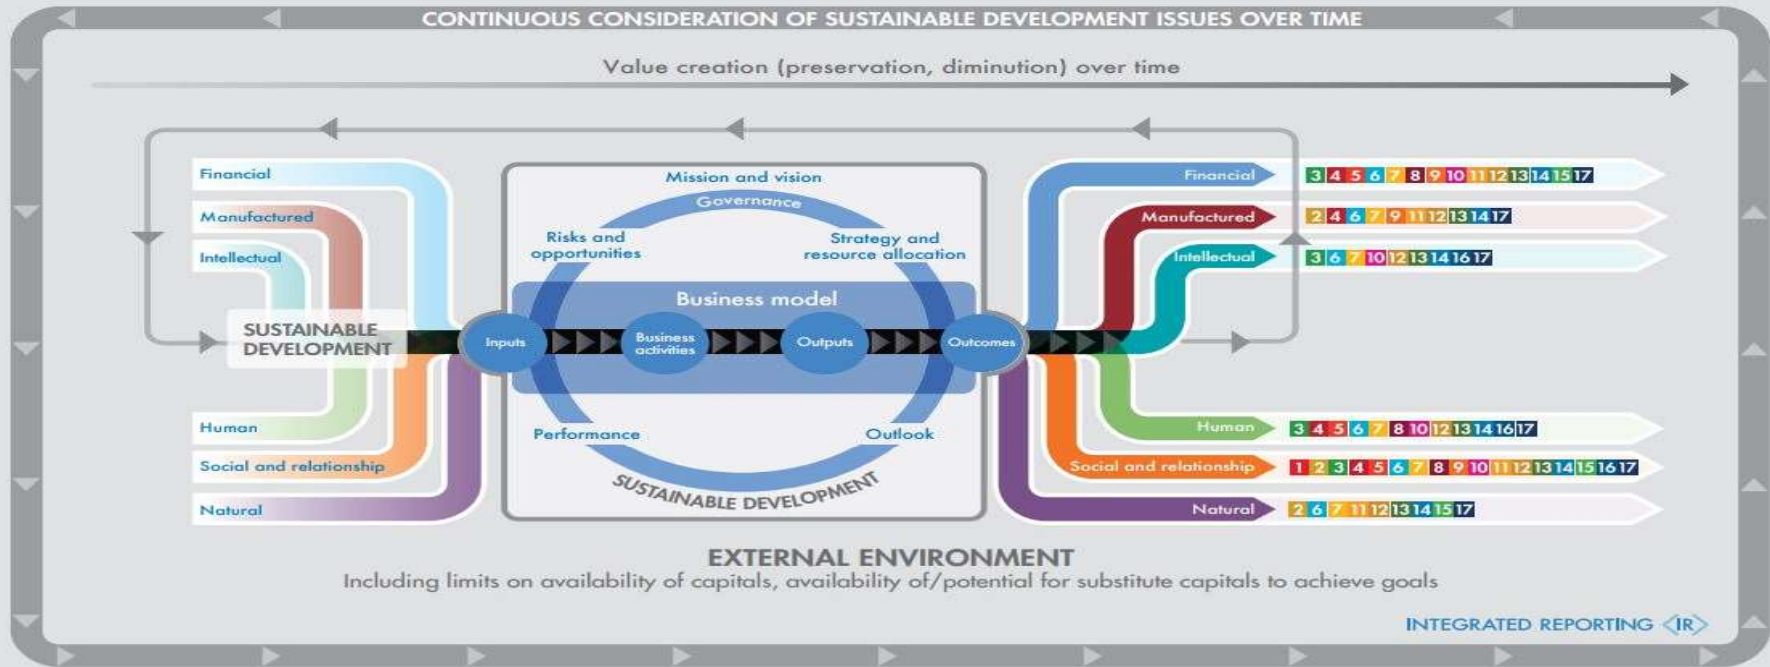 CONTINUOUS CONSIDERATION OF SUSTAINABLE DEVELOPMENT ISSUES OVER TIME
Value creation (preservation, diminution) over time
Financial
Manufactured
Intellectual
SUSTAINABLE
DEVELOPMENT
Human
Social and relationship
Natural
Mission and vision
Governance
Risks and
opportunities
Strategy and
resource allocation
Business model
Inputs
Business
activities
Outputs
Outcomes
Performance
Outlook
SUSTAINABLE DEVELOPMENT
Financial 3 4 5 6 7 8 9 10 11 12 13 14 15 17
Manufactured 2 4 6 7 9 11 12 13 14 17
Intellectual 3 6 7 10 12 13 14 16 17
Human 3 4 5 6 7 8 10 12 13 14 16 17
Social and relationship 1 2 3 4 5 6 7 8 9 10 11 12 13 14 15 16 17
Natural 2 6 7 11 12 13 14 15 17
EXTERNAL ENVIRONMENT
Including limits on availability of capitals, availability of/potential for substitute capitals to achieve goals
INTEGRATED REPORTING <IR>